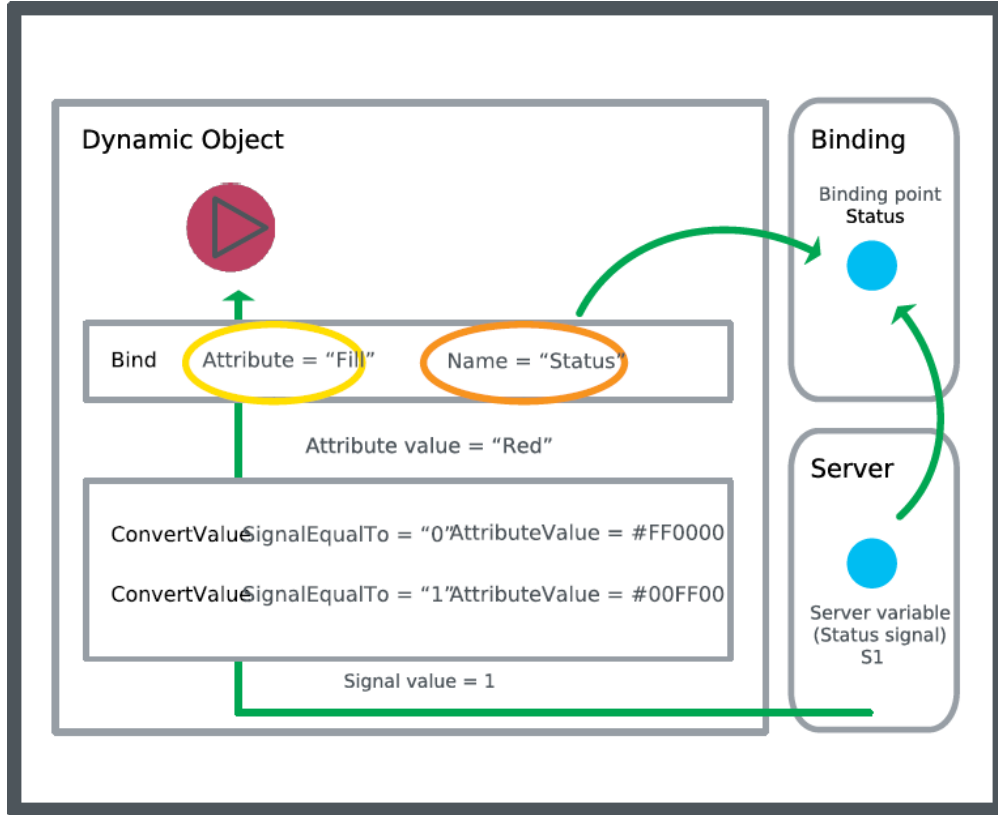 Dynamic Object
Binding
Binding point
Status
Bind Attribute = “Fill” Name = “Status”
Attribute value = “Red”
Server
ConvertValue SignalEqualTo = “0” AttributeValue = #FF0000
ConvertValue SignalEqualTo = “1” AttributeValue = #00FF00
Server variable
(Status signal)
S1
Signal value = 1